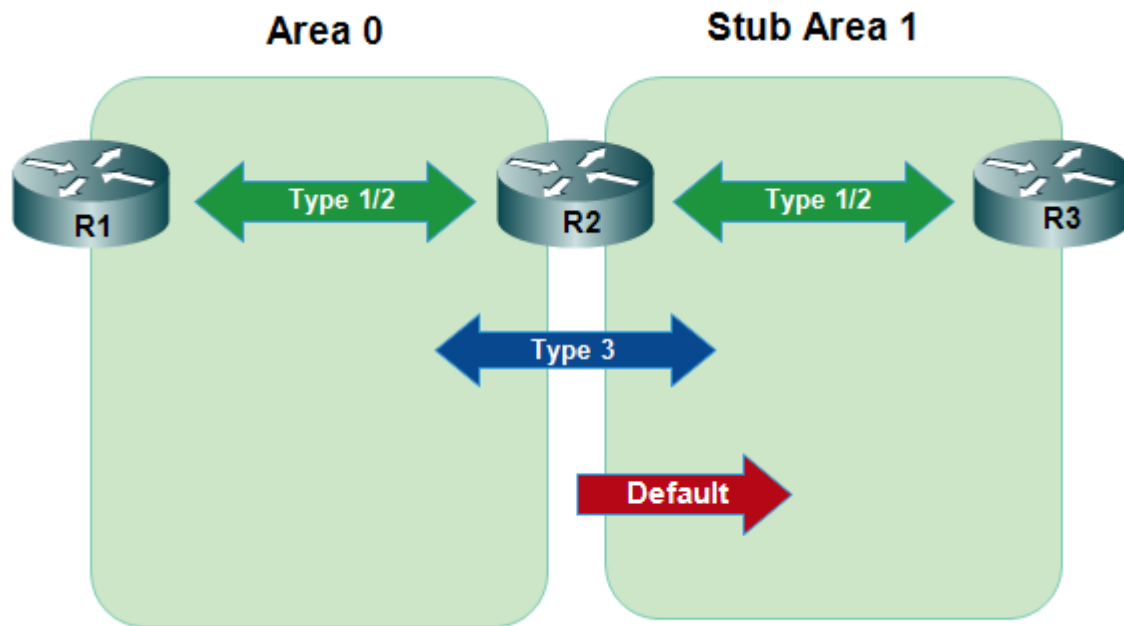 Area 0
Stub Area 1
R1
Type 1/2
R2
Type 1/2
R3
Type 3
Default